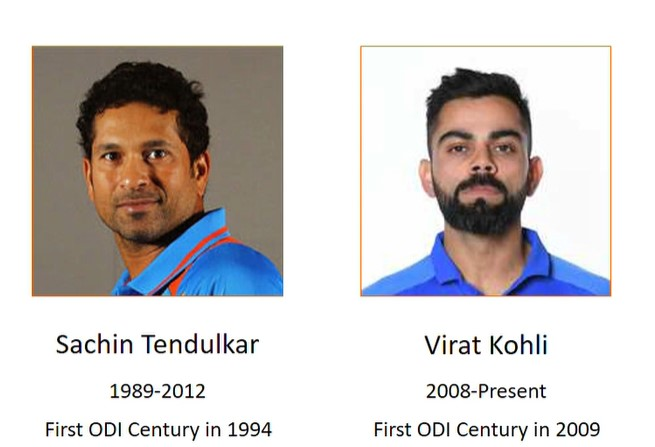 Sachin Tendulkar
1989-2012
First ODI Century in 1994
Virat Kohli
2008-Present
First ODI Century in 2009